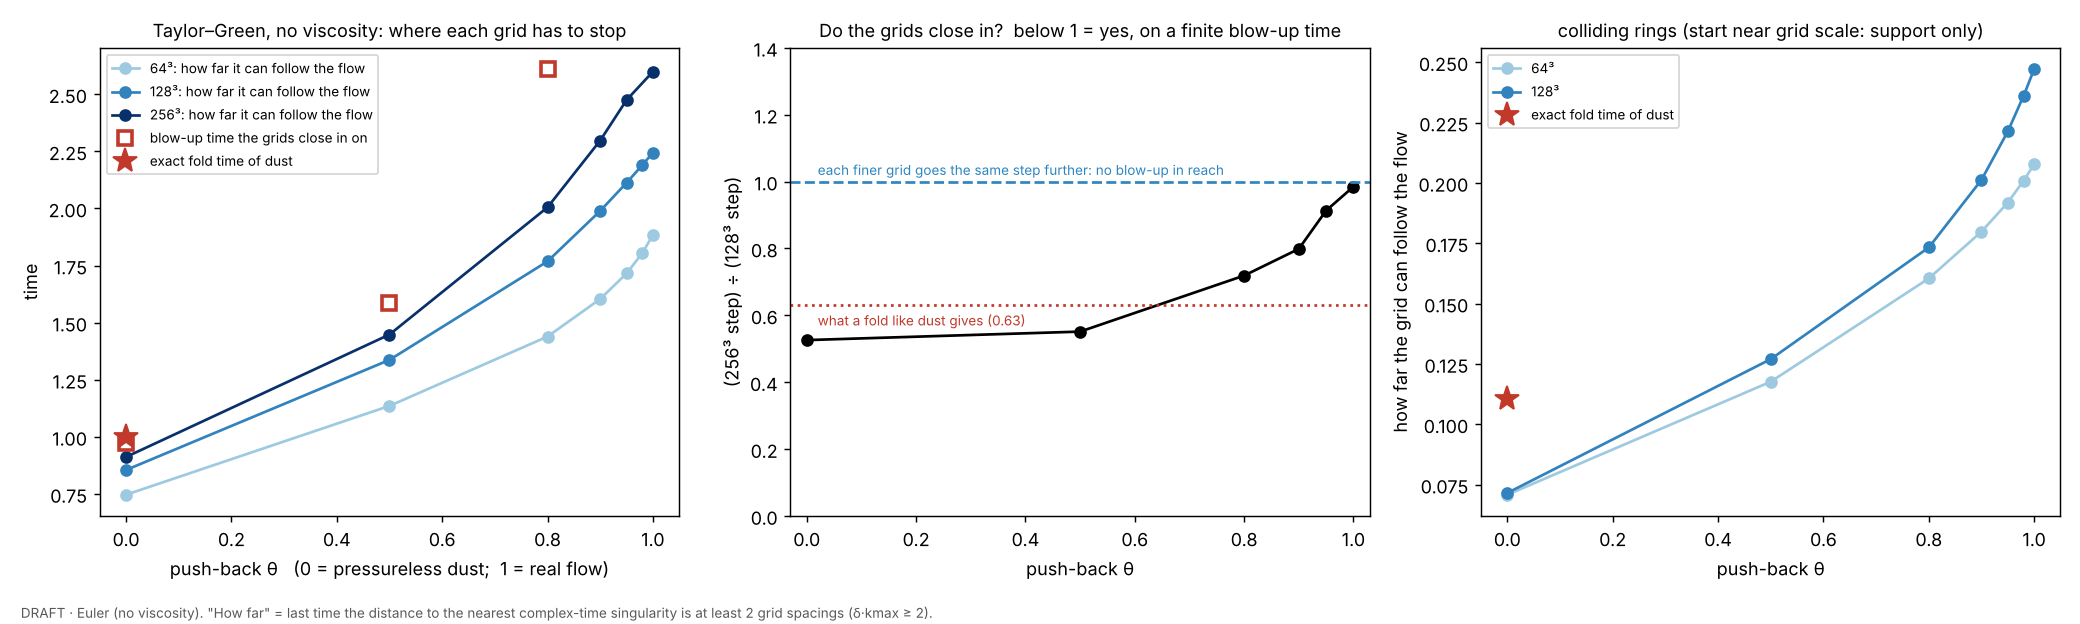 Taylor–Green, no viscosity: where each grid has to stop
64³: how far it can follow the flow
128³: how far it can follow the flow
256³: how far it can follow the flow
blow-up time the grids close in on
exact fold time of dust
time
2.50
2.25
2.00
1.75
1.50
1.25
1.00
0.75
0.0 0.2 0.4 0.6 0.8 1.0
push-back θ (0 = pressureless dust; 1 = real flow)
Do the grids close in? below 1 = yes, on a finite blow-up time
(256³ step) ÷ (128³ step)
1.4
1.2
1.0
0.8
0.6
0.4
0.2
0.0
each finer grid goes the same step further: no blow-up in reach
what a fold like dust gives (0.63)
0.0 0.2 0.4 0.6 0.8 1.0
push-back θ
colliding rings (start near grid scale: support only)
64³
128³
exact fold time of dust
how far the grid can follow the flow
0.250
0.225
0.200
0.175
0.150
0.125
0.100
0.075
0.0 0.2 0.4 0.6 0.8 1.0
push-back θ
DRAFT · Euler (no viscosity). "How far" = last time the distance to the nearest complex-time singularity is at least 2 grid spacings (δ·kmax ≥ 2).